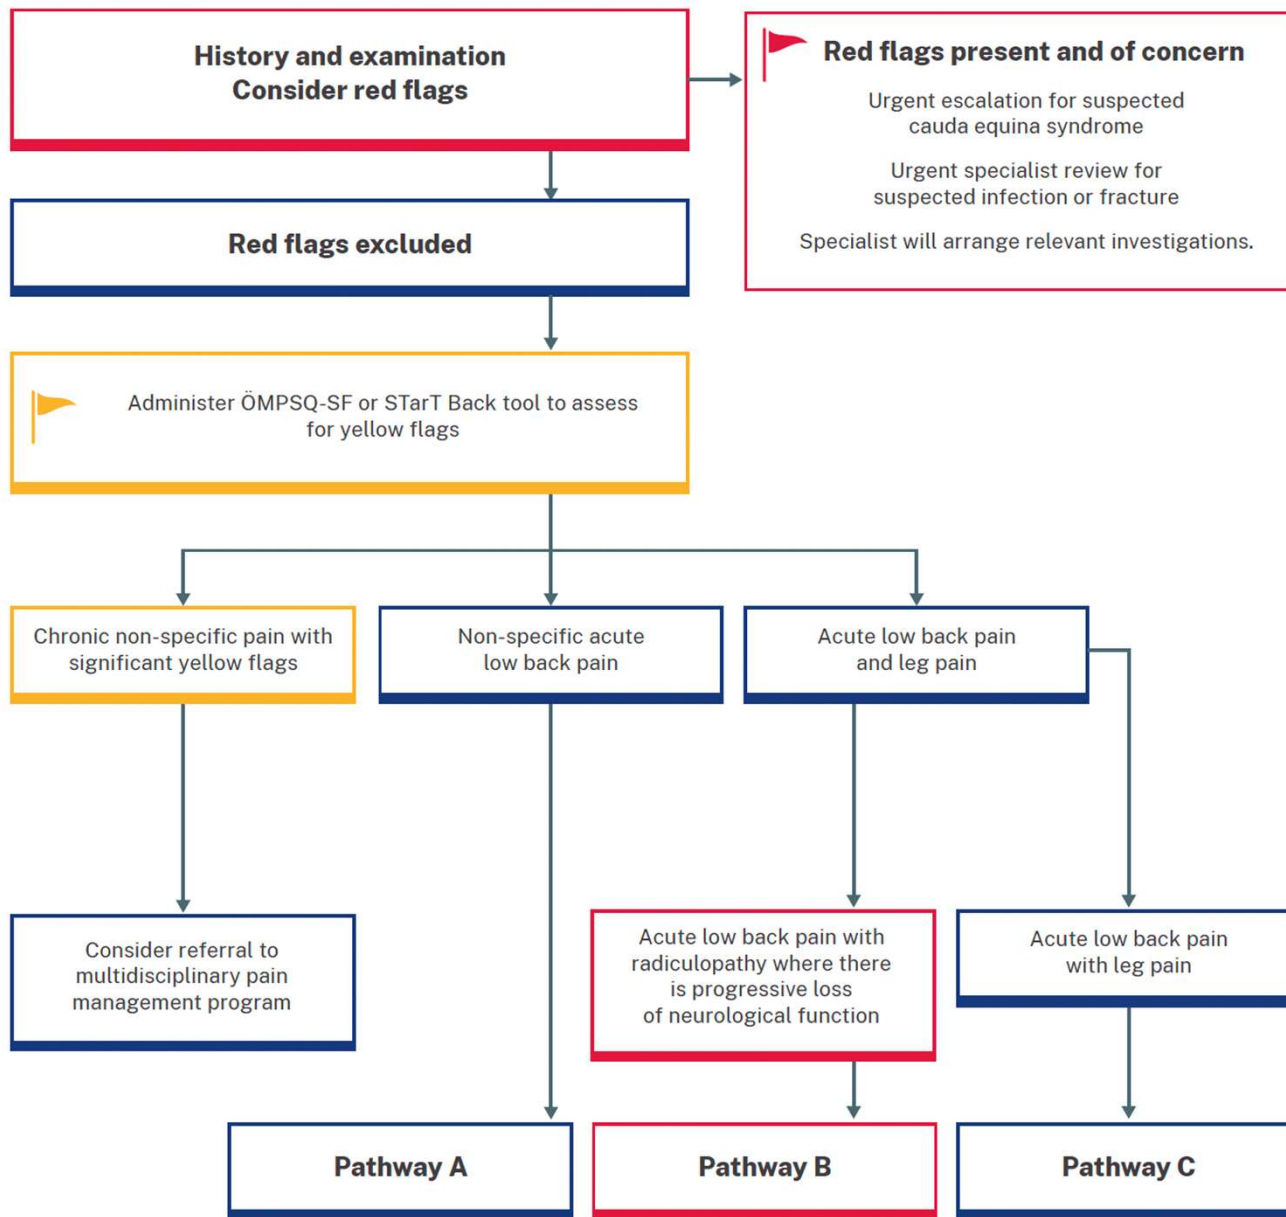 History and examination
Consider red flags
Red flags present and of concern
Urgent escalation for suspected
cauda equina syndrome
Urgent specialist review for
suspected infection or fracture
Specialist will arrange relevant investigations.
Red flags excluded
Administer ÖMPSQ-SF or STarT Back tool to assess
for yellow flags
Chronic non-specific pain with
significant yellow flags
Non-specific acute
low back pain
Acute low back pain
and leg pain
Consider referral to
multidisciplinary pain
management program
Acute low back pain with
radiculopathy where there
is progressive loss
of neurological function
Acute low back pain
with leg pain
Pathway A
Pathway B
Pathway C